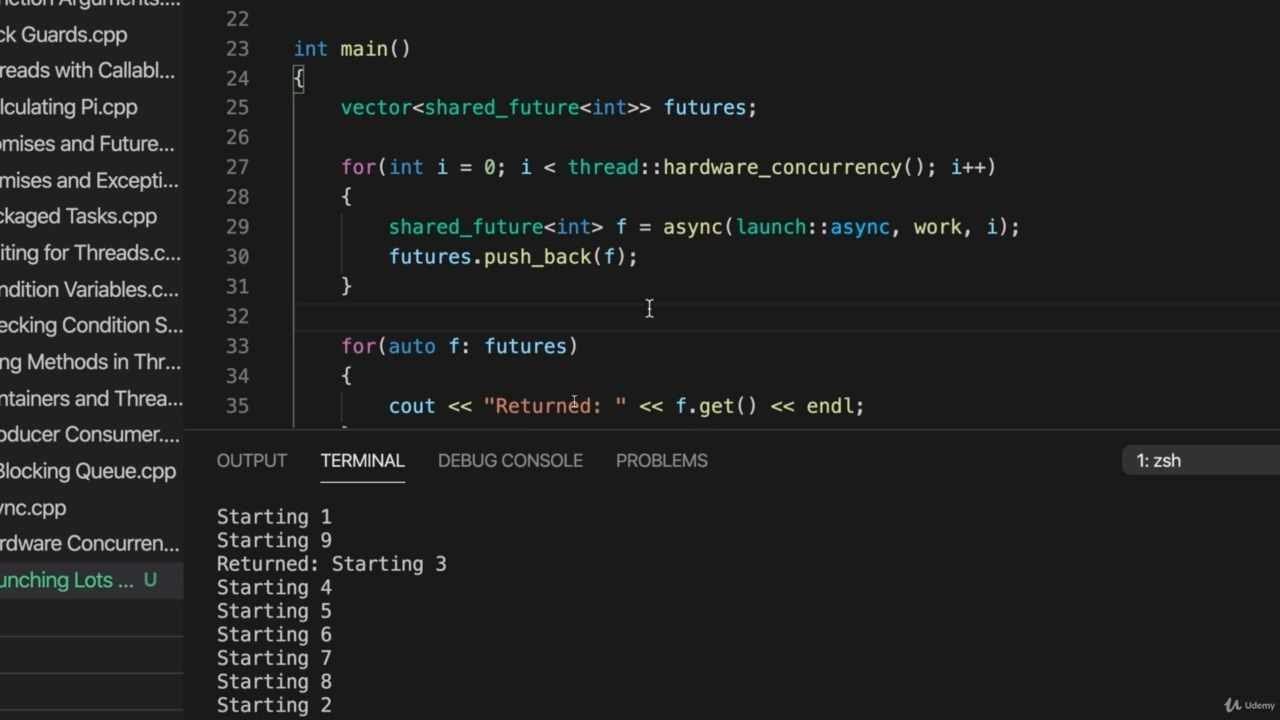 nction Arguments....
ck Guards.cpp
reads with Callabl...
lculating Pi.cpp
omises and Future...
mises and Excepti...
ckaged Tasks.cpp
iting for Threads.c...
ndition Variables.c...
ecking Condition S...
ng Methods in Thr...
ntainers and Threa...
oducer Consumer....
Blocking Queue.cpp
ync.cpp
rdware Concurren...
unching Lots ... U
22
23 int main()
24 {
25 vector<shared_future<int>> futures;
26
27 for(int i = 0; i < thread::hardware_concurrency(); i++)
28 {
29 shared_future<int> f = async(launch::async, work, i);
30 futures.push_back(f);
31 }
32
33 for(auto f: futures)
34 {
35 cout << "Returned: " << f.get() << endl;
OUTPUT TERMINAL DEBUG CONSOLE PROBLEMS 1: zsh
Starting 1
Starting 9
Returned: Starting 3
Starting 4
Starting 5
Starting 6
Starting 7
Starting 8
Starting 2
Udemy